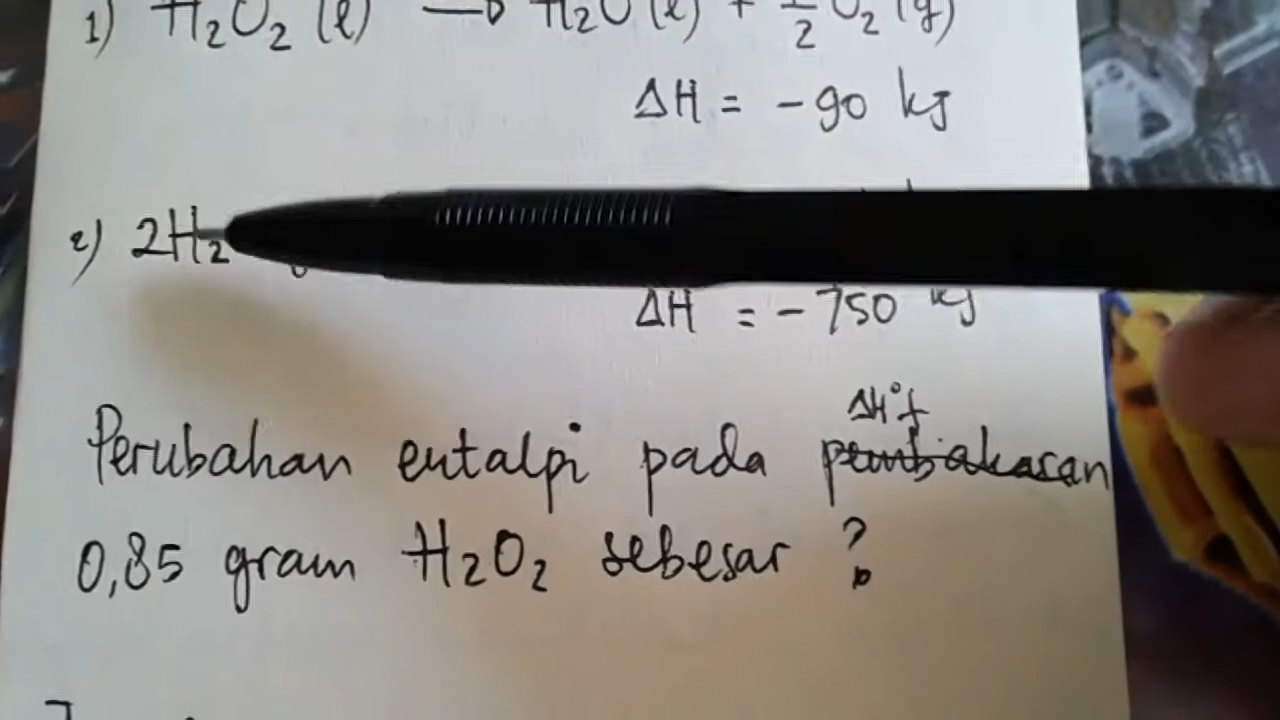 1) H₂O₂ (l) → H₂O (l) + 1/2 O₂ (g)
ΔH = - 90 kJ
2) 2H₂
ΔH = - 750 kJ
ΔH°f
Perubahan entalpi pada pembakaran
0,85 gram H₂O₂ sebesar ?